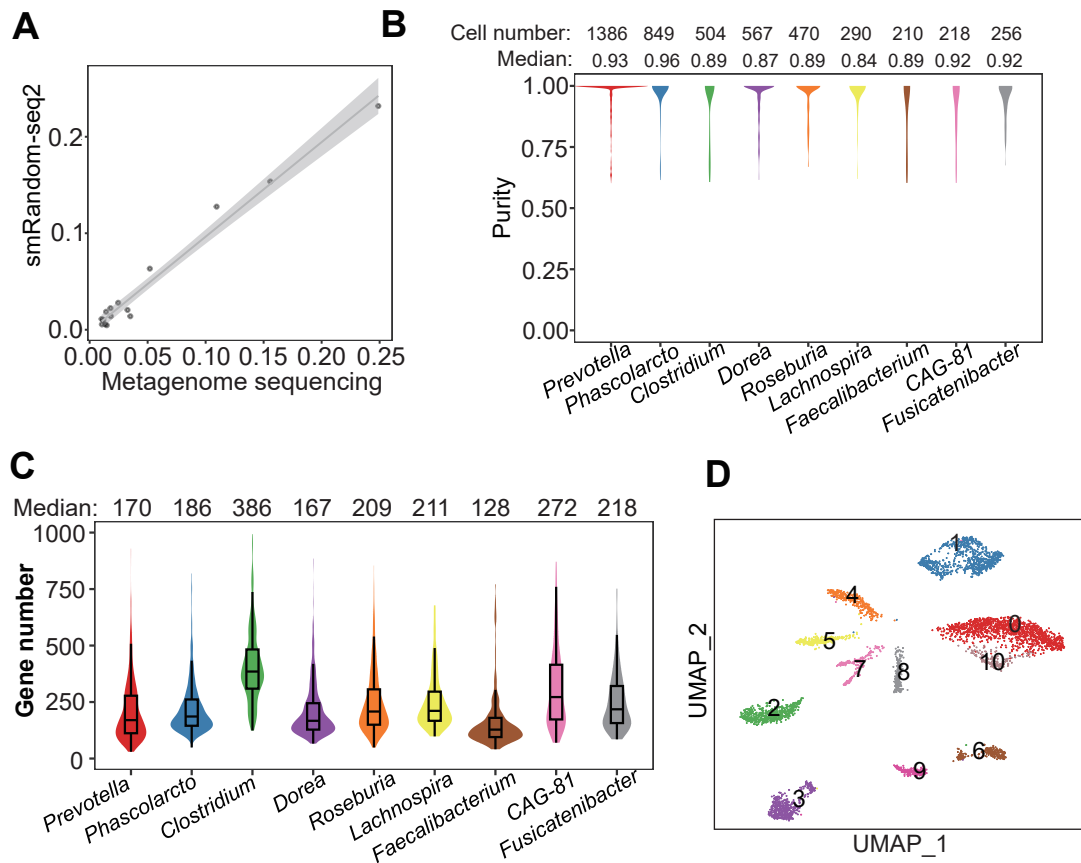 A
smRandom-seq2
0.2
0.1
0.0
0.00 0.05 0.10 0.15 0.20 0.25
Metagenome sequencing
B
Cell number: 1386 849 504 567 470 290 210 218 256
Median: 0.93 0.96 0.89 0.87 0.89 0.84 0.89 0.92 0.92
Purity
1.00
0.75
0.50
0.25
0.00
Prevotella
Phascolarcto
Clostridium
Dorea
Roseburia
Lachnospira
Faecalibacterium
CAG-81
Fusicatenibacter
C
Median: 170 186 386 167 209 211 128 272 218
Gene number
1000
750
500
250
0
Prevotella
Phascolarcto
Clostridium
Dorea
Roseburia
Lachnospira
Faecalibacterium
CAG-81
Fusicatenibacter
D
UMAP_2
1
4
0
5
7
8
10
2
6
9
3
UMAP_1